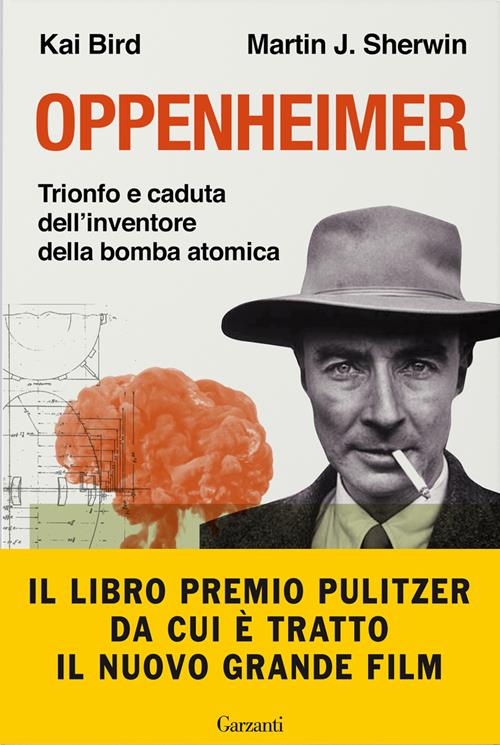 Kai Bird Martin J. Sherwin
OPPENHEIMER
Trionfo e caduta
dell'inventore
della bomba atomica
IL LIBRO PREMIO PULITZER
DA CUI È TRATTO
IL NUOVO GRANDE FILM
Garzanti